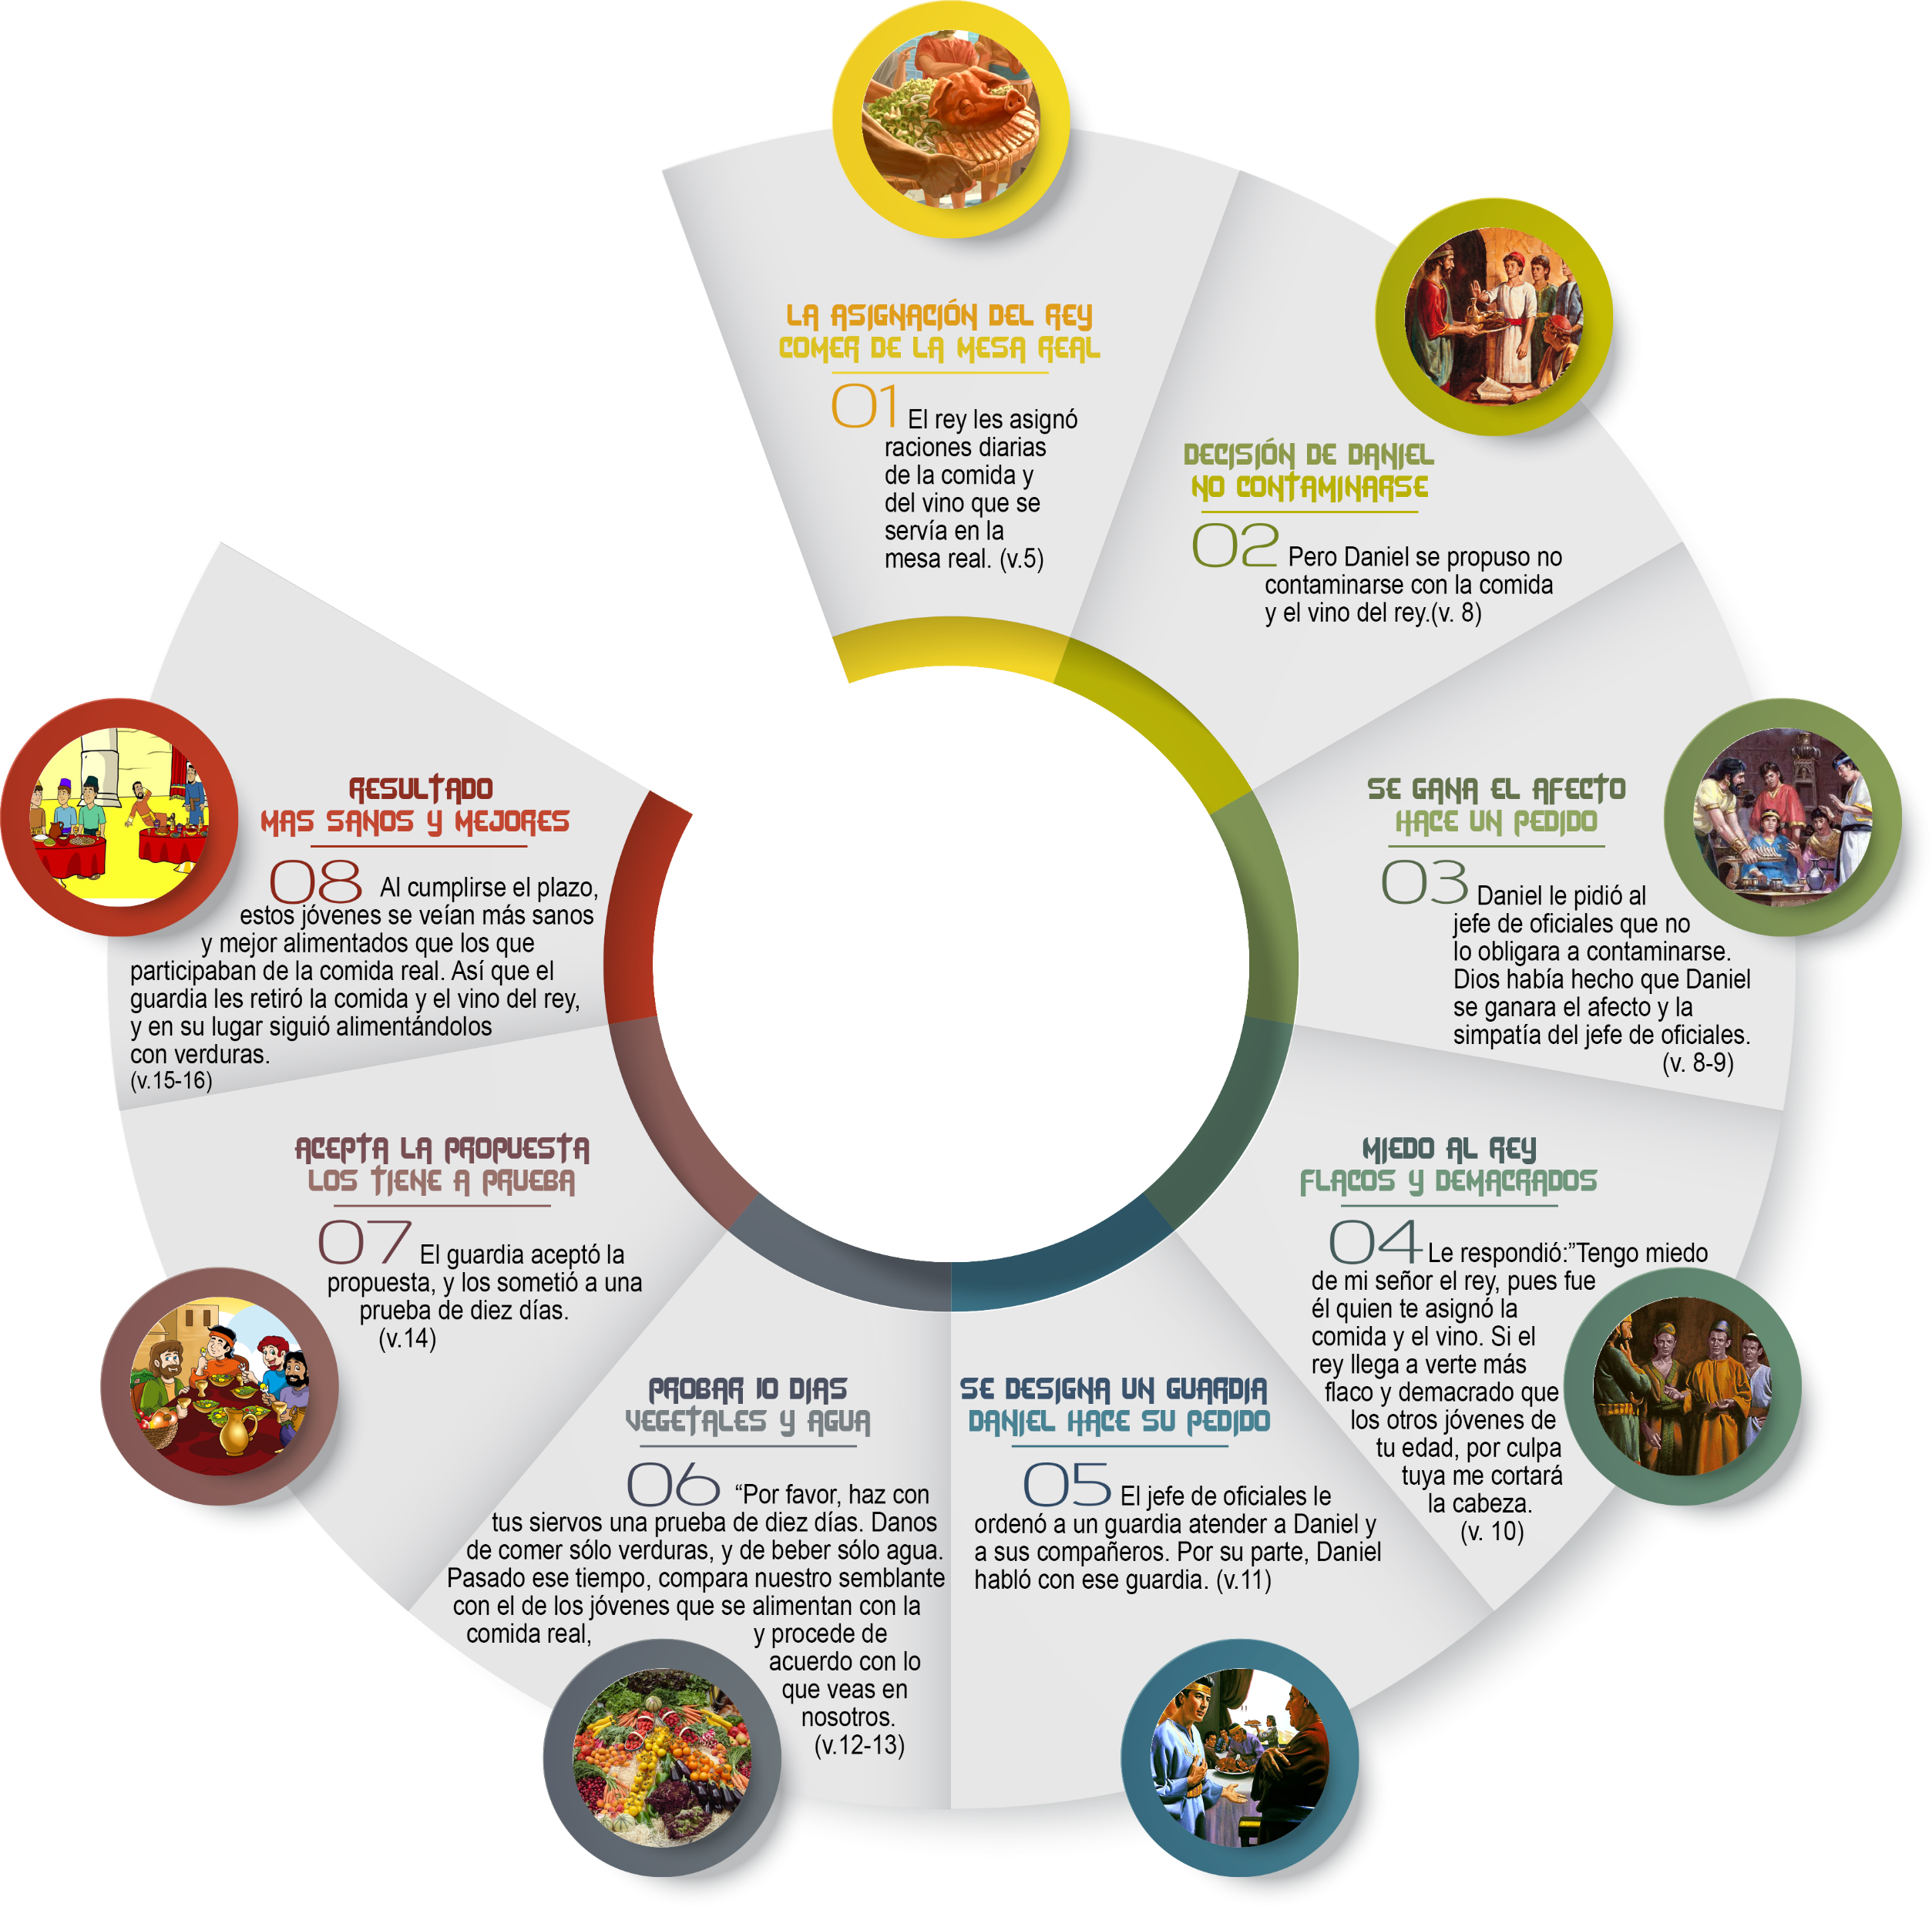 LA ASIGNACIÓN DEL REY
COMER DE LA MESA REAL
01 El rey les asignó
raciones diarias
de la comida y
del vino que se
servía en la
mesa real. (v.5)
DECISIÓN DE DANIEL
NO CONTAMINARSE
02 Pero Daniel se propuso no
contaminarse con la comida
y el vino del rey.(v. 8)
SE GANA EL AFECTO
HACE UN PEDIDO
03 Daniel le pidió al
jefe de oficiales que no
lo obligara a contaminarse.
Dios había hecho que Daniel
se ganara el afecto y la
simpatía del jefe de oficiales.
(v. 8-9)
MIEDO AL REY
FLACOS Y DEMACRADOS
04 Le respondió:”Tengo miedo
de mi señor el rey, pues fue
él quien te asignó la
comida y el vino. Si el
rey llega a verte más
flaco y demacrado que
los otros jóvenes de
tu edad, por culpa
tuya me cortará
la cabeza.
(v. 10)
SE DESIGNA UN GUARDIA
DANIEL HACE SU PEDIDO
05 El jefe de oficiales le
ordenó a un guardia atender a Daniel y
a sus compañeros. Por su parte, Daniel
habló con ese guardia. (v.11)
PROBAR 10 DIAS
VEGETALES Y AGUA
06 “Por favor, haz con
tus siervos una prueba de diez días. Danos
de comer sólo verduras, y de beber sólo agua.
Pasado ese tiempo, compara nuestro semblante
con el de los jóvenes que se alimentan con la
comida real, y procede de
acuerdo con lo
que veas en
nosotros.
(v.12-13)
ACEPTA LA PROPUESTA
LOS TIENE A PRUEBA
07 El guardia aceptó la
propuesta, y los sometió a una
prueba de diez días.
(v.14)
RESULTADO
MAS SANOS Y MEJORES
08 Al cumplirse el plazo,
estos jóvenes se veían más sanos
y mejor alimentados que los que
participaban de la comida real. Así que el
guardia les retiró la comida y el vino del rey,
y en su lugar siguió alimentándolos
con verduras.
(v.15-16)